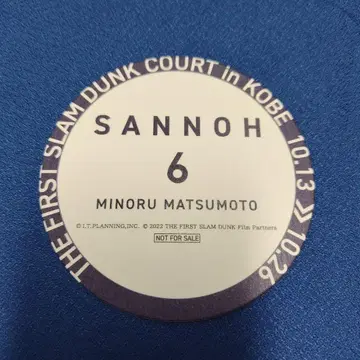 THE FIRST SLAM DUNK COURT in KOBE 10.13 》10.26
SANNOH
6
MINORU MATSUMOTO
© I.T.PLANNING,INC. © 2022 THE FIRST SLAM DUNK Film Partners
NOT FOR SALE